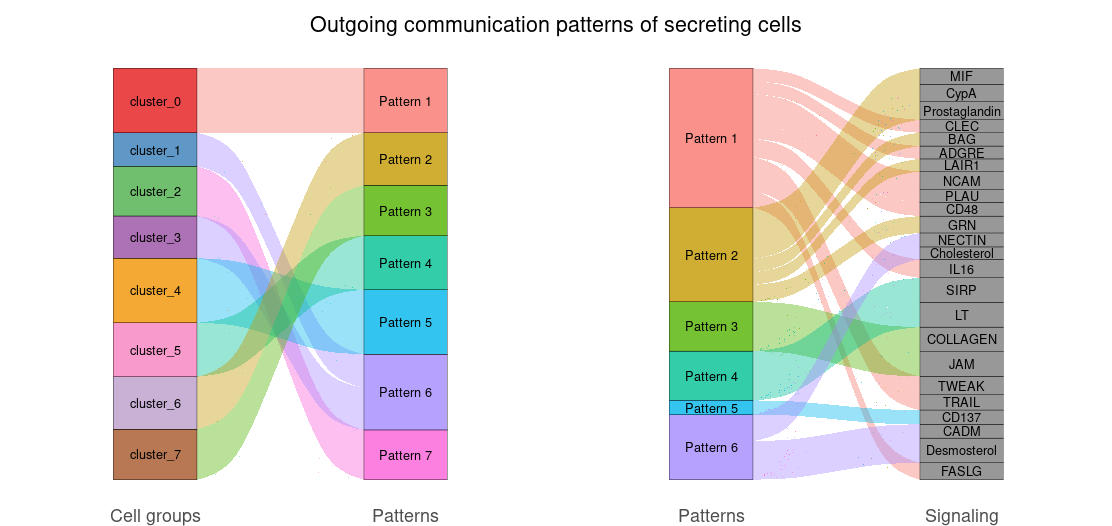 Outgoing communication patterns of secreting cells
cluster_0
cluster_1
cluster_2
cluster_3
cluster_4
cluster_5
cluster_6
cluster_7
Cell groups
Pattern 1
Pattern 2
Pattern 3
Pattern 4
Pattern 5
Pattern 6
Pattern 7
Patterns
Pattern 1
Pattern 2
Pattern 3
Pattern 4
Pattern 5
Pattern 6
Patterns
MIF
CypA
Prostaglandin
CLEC
BAG
ADGRE
LAIR1
NCAM
PLAU
CD48
GRN
NECTIN
Cholesterol
IL16
SIRP
LT
COLLAGEN
JAM
TWEAK
TRAIL
CD137
CADM
Desmosterol
FASLG
Signaling